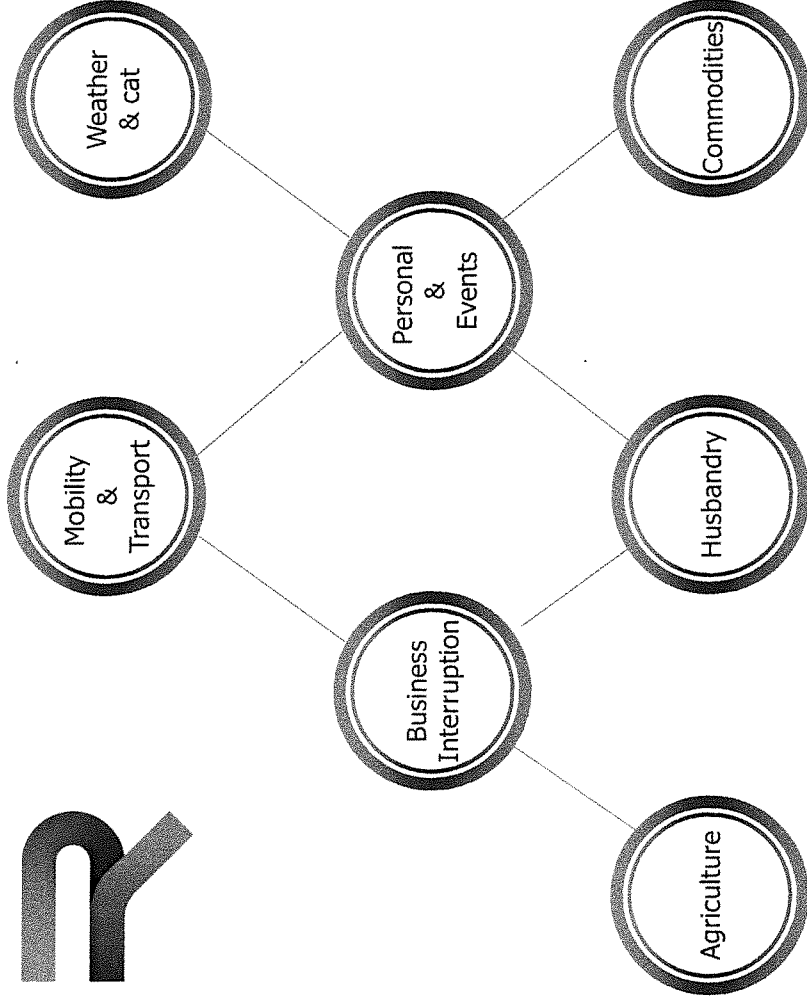 Mobility
&
Transport
Weather
& cat
Business
Interruption
Personal
&
Events
Agriculture
Husbandry
Commodities